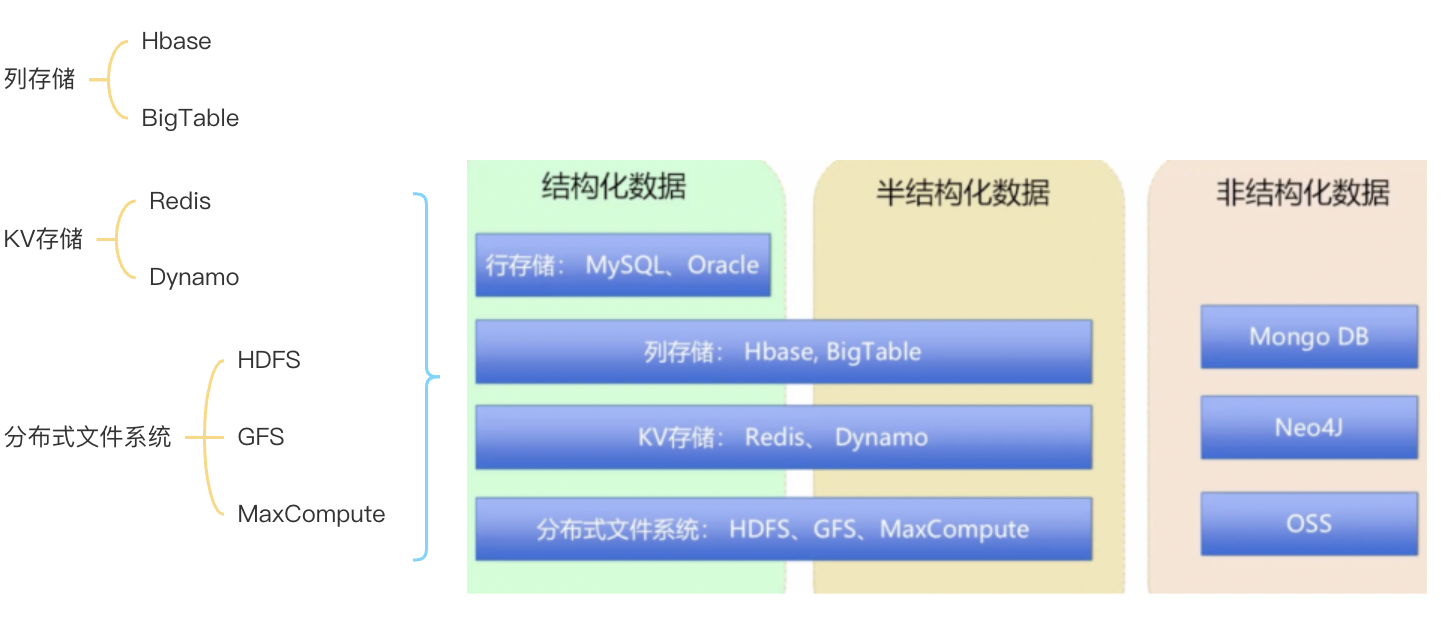 列存储
Hbase
BigTable
KV存储
Redis
Dynamo
分布式文件系统
HDFS
GFS
MaxCompute
结构化数据
半结构化数据
非结构化数据
行存储： MySQL、Oracle
列存储： Hbase, BigTable
KV存储： Redis、 Dynamo
分布式文件系统： HDFS、GFS、MaxCompute
Mongo DB
Neo4J
OSS